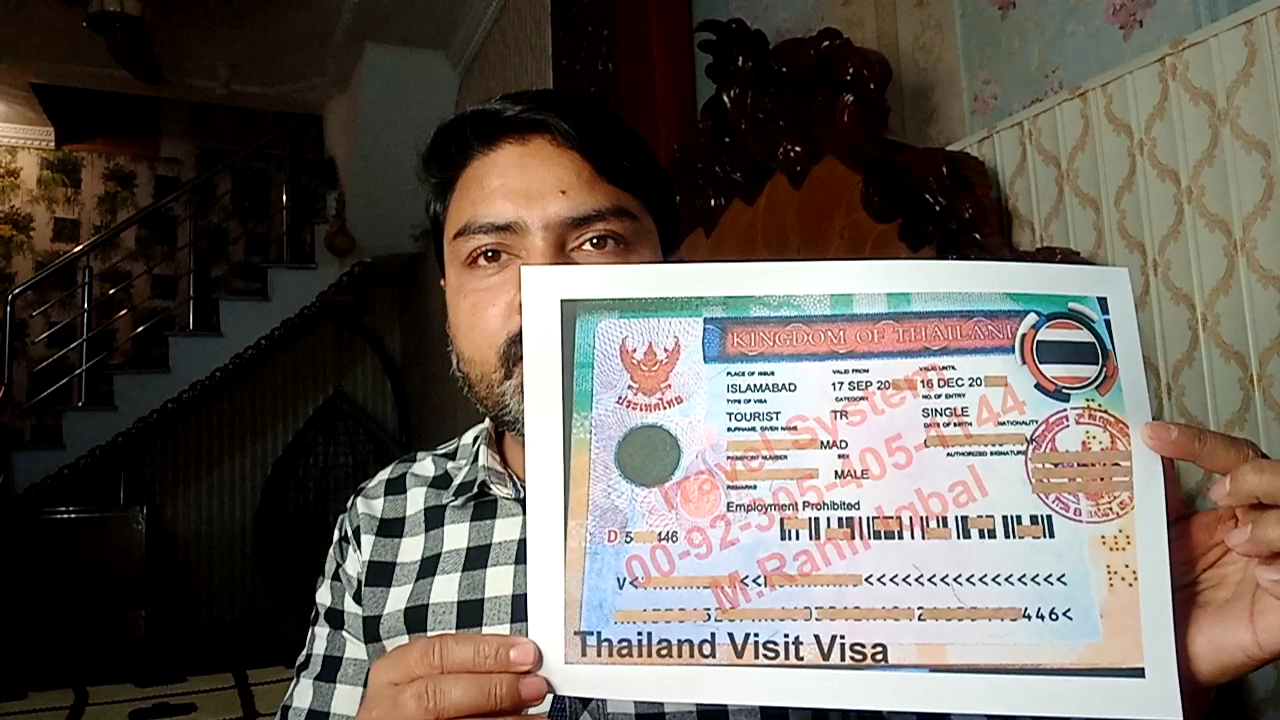 KINGDOM OF THAILAND
ประเทศไทย
PLACE OF ISSUE VALID FROM VALID UNTIL
ISLAMABAD 17 SEP 20 16 DEC 20
TYPE OF VISA CATEGORY NO. OF ENTRY
TOURIST TR SINGLE
SURNAME, GIVEN NAME DATE OF BIRTH NATIONALITY
MAD
PASSPORT NUMBER SEX AUTHORIZED SIGNATURE
MALE
REMARKS
Employment Prohibited
D 5 446
Travel System
00-92-305-405-1144
M.Rahil Iqbal
V< << <<<<<<<<<<<<<<<<<<
446<
Thailand Visit Visa